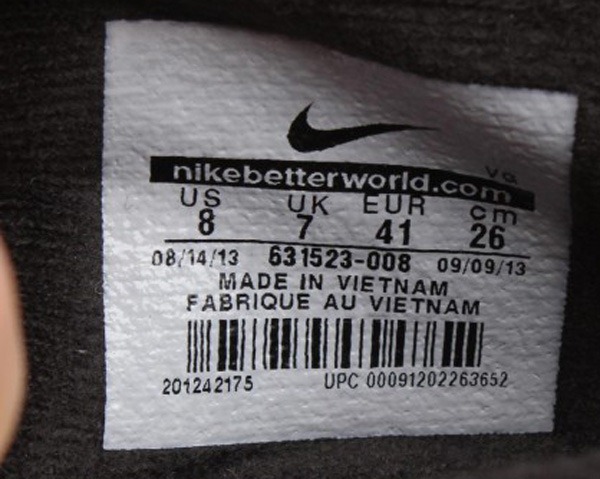 VG
nikebetterworld.com
US UK EUR cm
8 7 41 26
08/14/13 631523-008 09/09/13
MADE IN VIETNAM
FABRIQUE AU VIETNAM
201242175 UPC 00091202263652